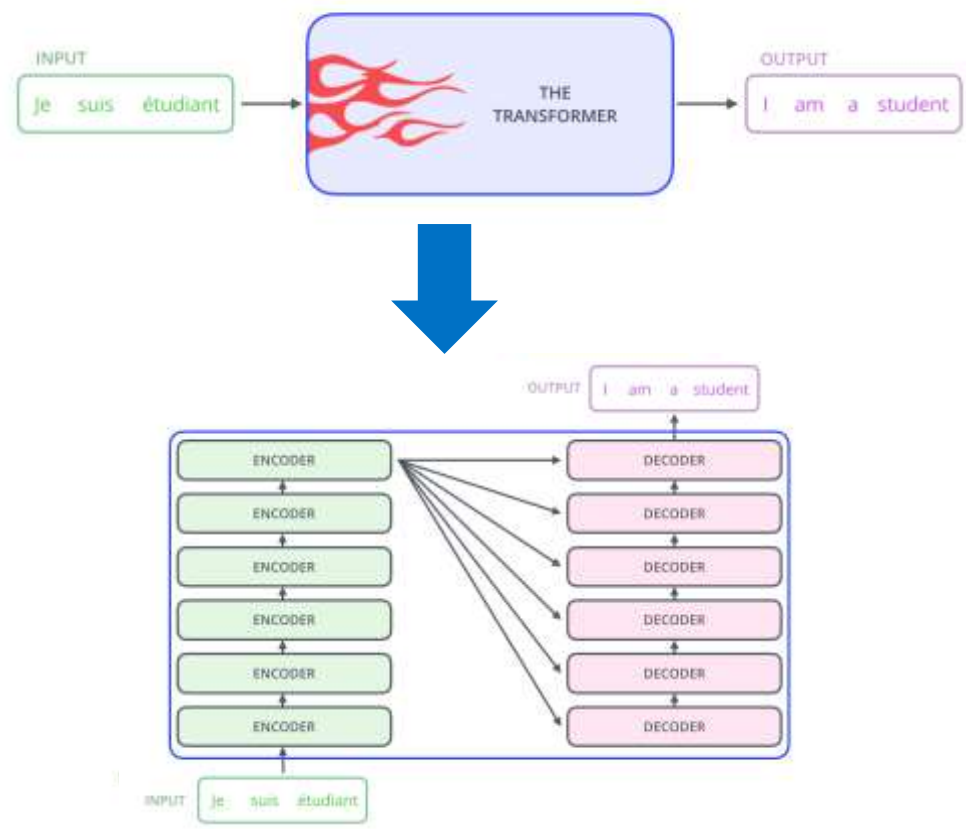 INPUT
OUTPUT
Je suis étudiant
THE
TRANSFORMER
I am a student
OUTPUT
I am a student
ENCODER
DECODER
ENCODER
DECODER
ENCODER
DECODER
ENCODER
DECODER
ENCODER
DECODER
ENCODER
DECODER
INPUT
Je suis étudiant